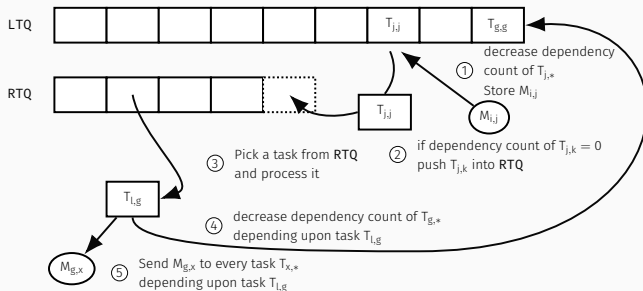 LTQ
T_{j,j}
T_{g,g}
① decrease dependency
count of T_{j,*}
Store M_{i,j}
RTQ
T_{j,j}
M_{i,j}
② if dependency count of T_{j,k} = 0
push T_{j,k} into RTQ
③ Pick a task from RTQ
and process it
T_{l,g}
④ decrease dependency count of T_{g,*}
depending upon task T_{l,g}
M_{g,x}
⑤ Send M_{g,x} to every task T_{x,*}
depending upon task T_{l,g}